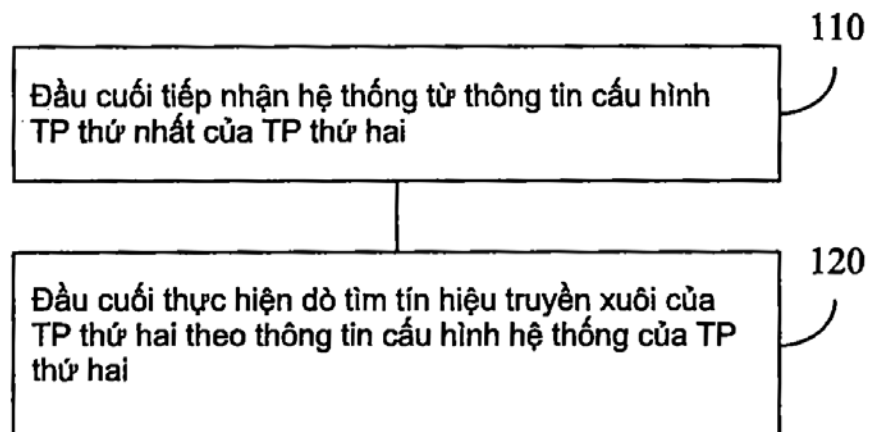 110
Đầu cuối tiếp nhận hệ thống từ thông tin cấu hình
TP thứ nhất của TP thứ hai
120
Đầu cuối thực hiện dò tìm tín hiệu truyền xuôi của
TP thứ hai theo thông tin cấu hình hệ thống của TP
thứ hai